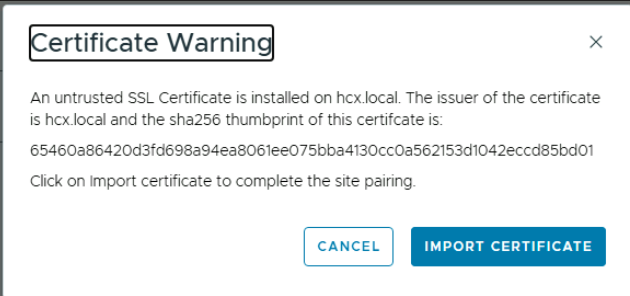 Certificate Warning
An untrusted SSL Certificate is installed on hcx.local. The issuer of the certificate
is hcx.local and the sha256 thumbprint of this certifcate is:
65460a86420d3fd698a94ea8061ee075bba4130cc0a562153d1042eccd85bd01
Click on Import certificate to complete the site pairing.
CANCEL
IMPORT CERTIFICATE